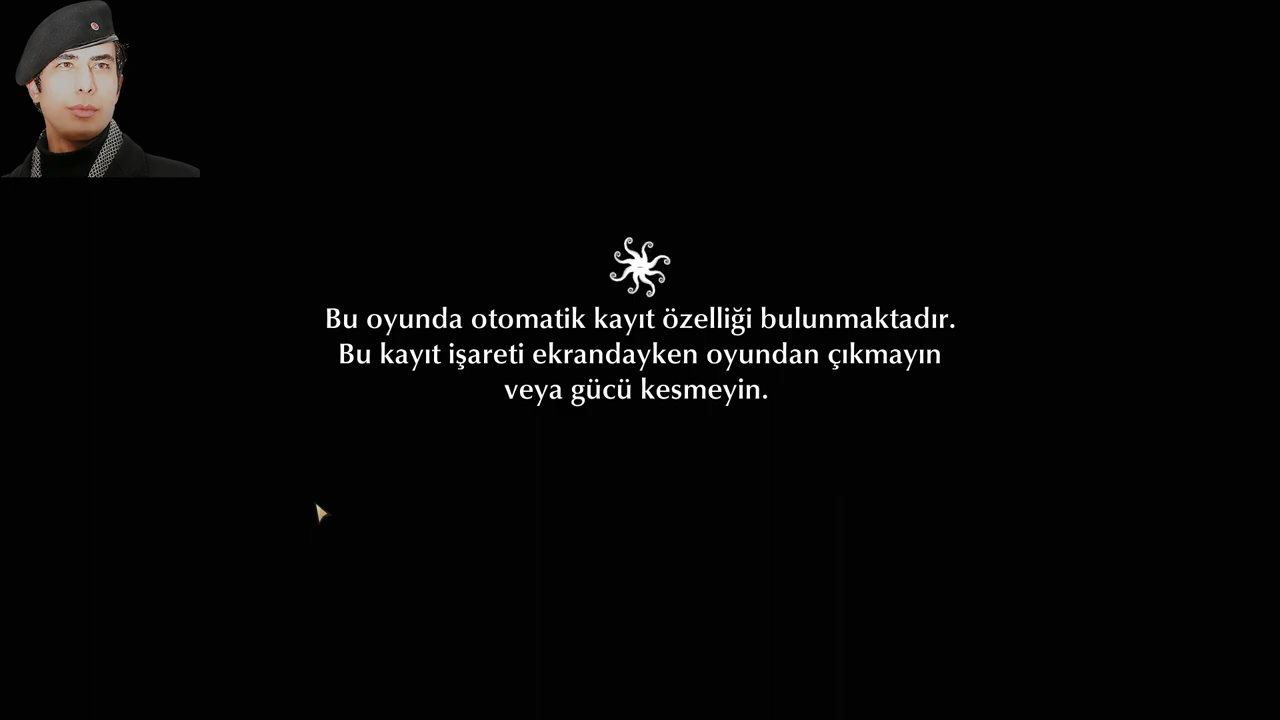 Bu oyunda otomatik kayıt özelliği bulunmaktadır.
Bu kayıt işareti ekrandayken oyundan çıkmayın
veya gücü kesmeyin.